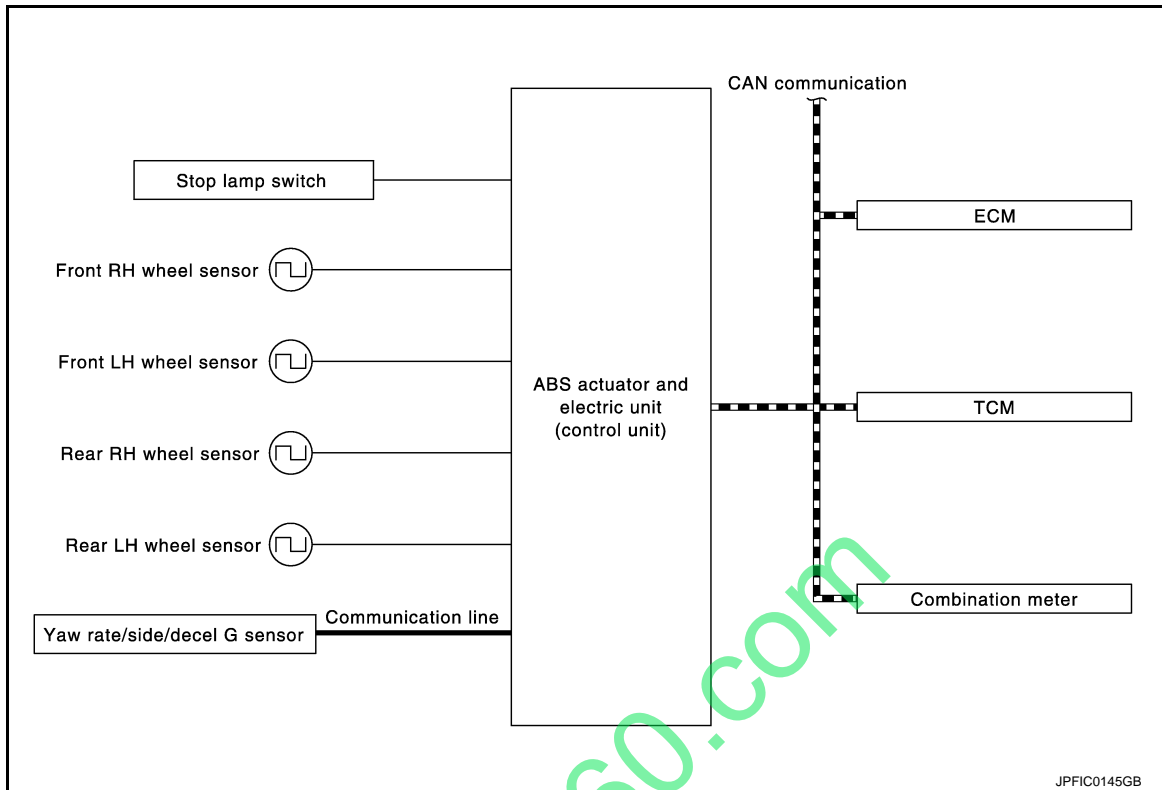 CAN communication
Stop lamp switch
ECM
Front RH wheel sensor
Front LH wheel sensor
ABS actuator and
electric unit
(control unit)
TCM
Rear RH wheel sensor
Rear LH wheel sensor
Combination meter
Communication line
Yaw rate/side/decel G sensor
60.com
JPFIC0145GB